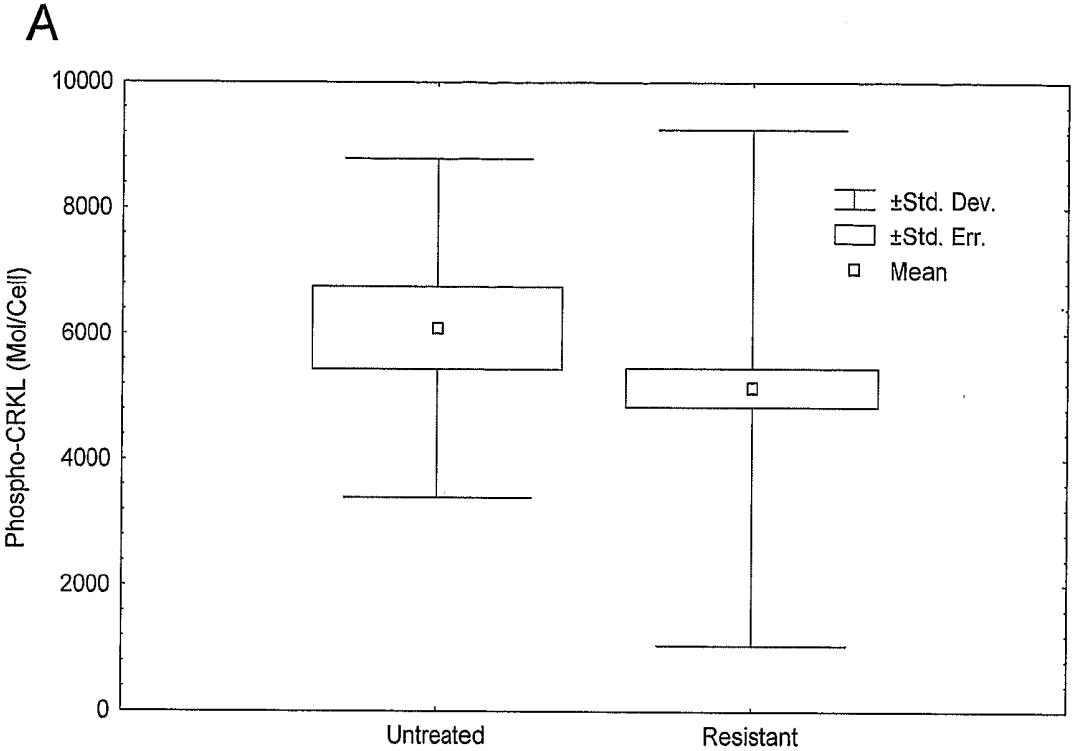 A
10000
8000
6000
4000
2000
0
Phospho-CRKL (Mol/Cell)
±Std. Dev.
±Std. Err.
Mean
Untreated
Resistant